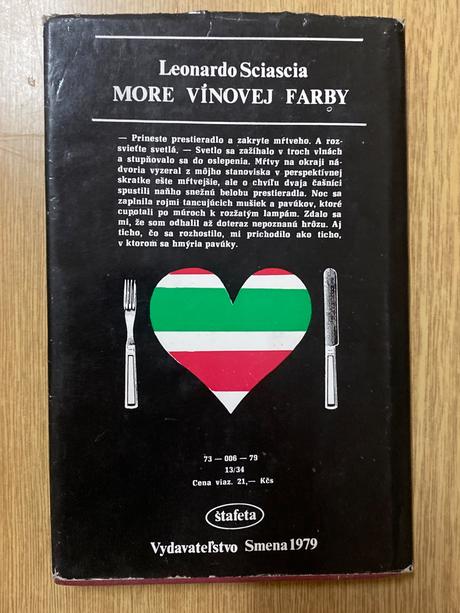 Leonardo Sciascia
MORE VÍNOVEJ FARBY
— Prineste prestieradlo a zakryte mŕtveho. A roz-
svieťte svetlá. — Svetlo sa zažíhalo v troch vlnách
a stupňovalo sa do oslepenia. Mŕtvy na okraji ná-
dvoria vyzeral z môjho stanoviska v perspektívnej
skratke ešte mŕtvejšie, ale o chvíľu dvaja čašníci
spustili naňho snežnú belobu prestieradla. Noc sa
zaplnila rojmi tancujúcich mušiek a pavúkov, ktoré
cupotali po múroch k rozžatým lampám. Zdalo sa
mi, že som odhalil až doteraz nepoznanú hrôzu. Aj
ticho, čo sa rozhostilo, mi prichodilo ako ticho,
v ktorom sa hmýria pavúky.
73 — 006 — 79
13/34
Cena viaz. 21,— Kčs
štafeta
Vydavateľstvo Smena 1979